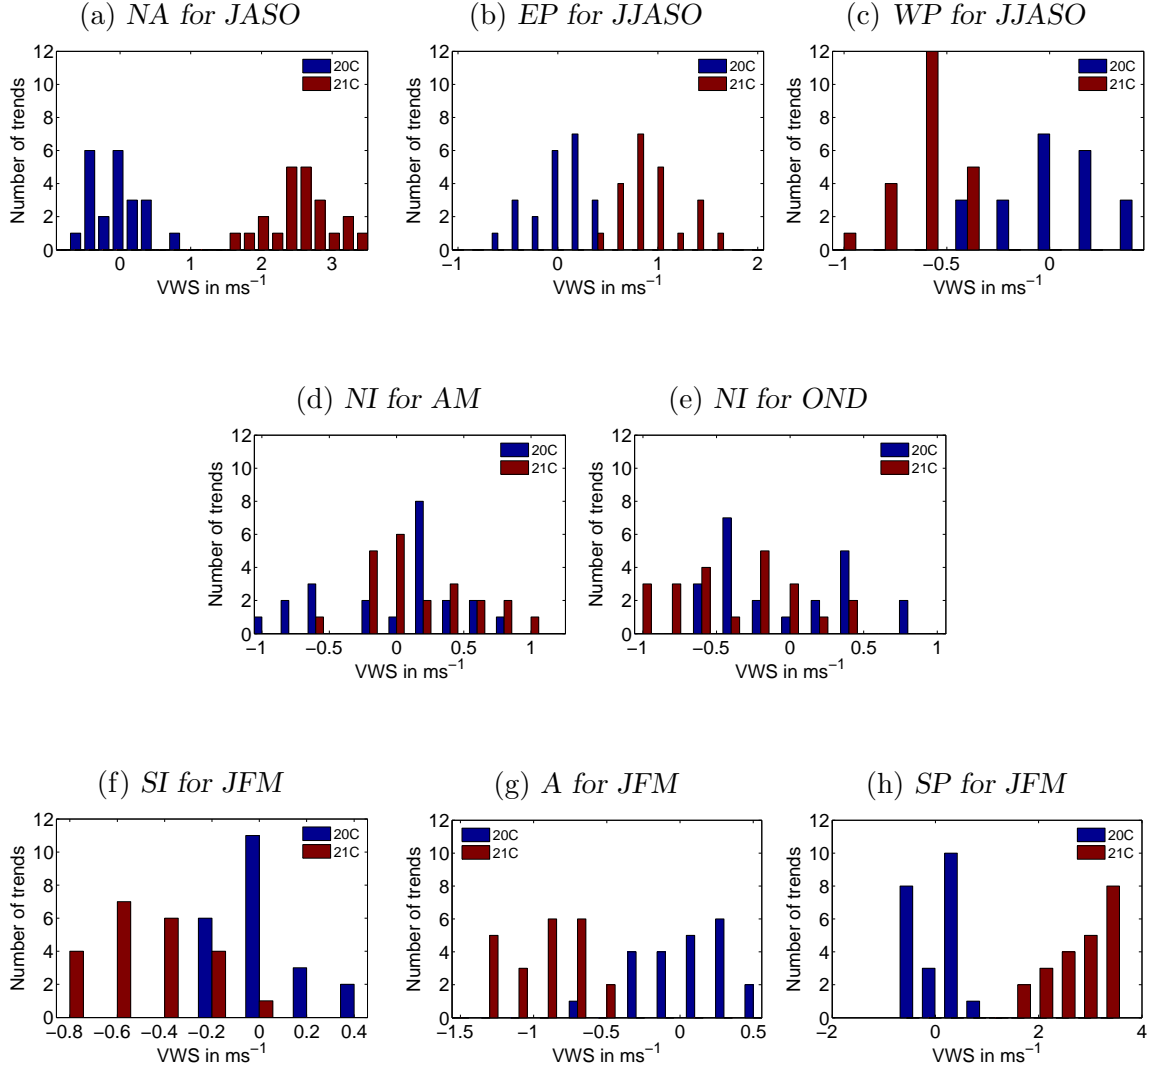 (a) NA for JASO
(b) EP for JJASO
(c) WP for JJASO
12
10
8
6
4
2
0
Number of trends
20C
21C
0 1 2 3
VWS in ms⁻¹
12
10
8
6
4
2
0
Number of trends
20C
21C
−1 0 1 2
VWS in ms⁻¹
12
10
8
6
4
2
0
Number of trends
20C
21C
−1 −0.5 0
VWS in ms⁻¹
(d) NI for AM
(e) NI for OND
12
10
8
6
4
2
0
Number of trends
20C
21C
−1 −0.5 0 0.5 1
VWS in ms⁻¹
12
10
8
6
4
2
0
Number of trends
20C
21C
−1 −0.5 0 0.5 1
VWS in ms⁻¹
(f) SI for JFM
(g) A for JFM
(h) SP for JFM
12
10
8
6
4
2
0
Number of trends
20C
21C
−0.8 −0.6 −0.4 −0.2 0 0.2 0.4
VWS in ms⁻¹
12
10
8
6
4
2
0
Number of trends
20C
21C
−1.5 −1 −0.5 0 0.5
VWS in ms⁻¹
12
10
8
6
4
2
0
Number of trends
20C
21C
−2 0 2 4
VWS in ms⁻¹